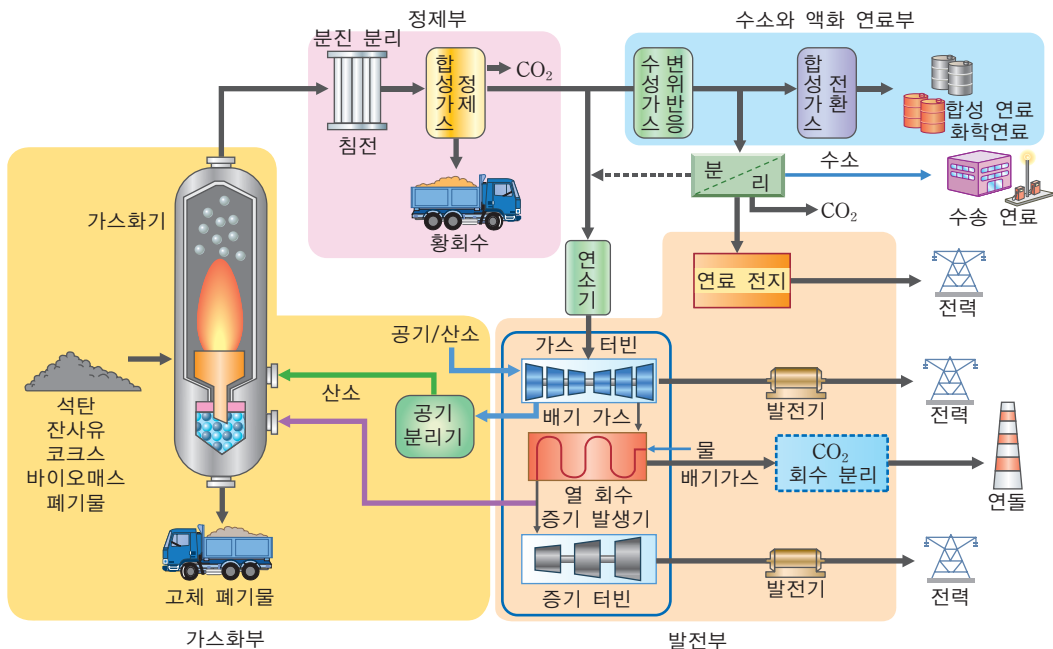 정제부
분진 분리
침전
합성가스
정제
CO₂
황회수
수소와 액화 연료부
수성가스
변위반응
합성가스
전환
합성 연료
화학연료
분
리
수소
CO₂
수송 연료
가스화기
석탄
잔사유
코크스
바이오매스
폐기물
산소
고체 폐기물
가스화부
공기/산소
공기
분리기
연소기
연료 전지
전력
가스 터빈
배기 가스
발전기
전력
물
열 회수
증기 발생기
배기가스
CO₂
회수 분리
연돌
증기 터빈
발전기
전력
발전부